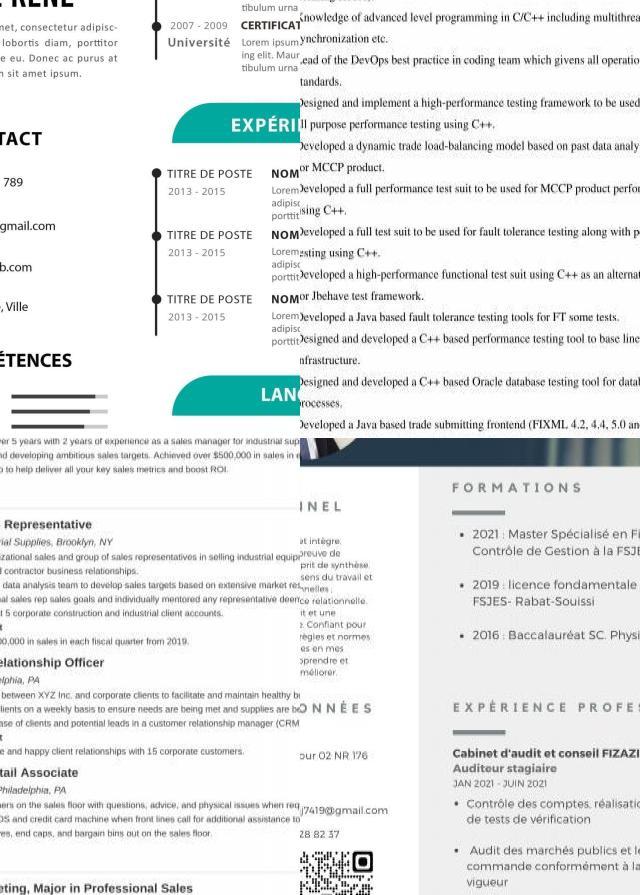 net, consectetur adipisc-
lobortis diam, porttitor
e eu. Donec ac purus at
n sit amet ipsum.
TACT
789
gmail.com
b.com
, Ville
ÉTENCES
tibulum urna
2007 - 2009 CERTIFICAT
Université Lorem ipsum
ing elit. Mau
tibulum urna
EXPÉRI
TITRE DE POSTE NOM
2013 - 2015 Lorem
adipisc
porttit
TITRE DE POSTE NOM
2013 - 2015 Lorem
adipisc
porttit
TITRE DE POSTE NOM
2013 - 2015 Lorem
adipisc
porttit
LAN
Knowledge of advanced level programming in C/C++ including multithrea
ynchronization etc.
Lead of the DevOps best practice in coding team which givens all operatio
tandards.
Designed and implement a high-performance testing framework to be used
ll purpose performance testing using C++.
Developed a dynamic trade load-balancing model based on past data analy
or MCCP product.
Developed a full performance test suit to be used for MCCP product perfor
sing C++.
Developed a full test suit to be used for fault tolerance testing along with pe
esting using C++.
Developed a high-performance functional test suit using C++ as an alternat
or Jbehave test framework.
Developed a Java based fault tolerance testing tools for FT some tests.
Designed and developed a C++ based performance testing tool to base line
nfrastructure.
Designed and developed a C++ based Oracle database testing tool for datab
rocesses.
Developed a Java based trade submitting frontend (FIXML 4.2, 4.4, 5.0 an
ver 5 years with 2 years of experience as a sales manager for industrial sup
nd developing ambitious sales targets. Achieved over $500,000 in sales in e
p to help deliver all your key sales metrics and boost ROI.
Representative
rial Supplies, Brooklyn, NY
izational sales and group of sales representatives in selling industrial equip
d contractor business relationships.
data analysis team to develop sales targets based on extensive market res
nal sales rep sales goals and individually mentored any representative deem
t 5 corporate construction and industrial client accounts.
t
00,000 in sales in each fiscal quarter from 2019.
elationship Officer
elphia, PA
between XYZ Inc. and corporate clients to facilitate and maintain healthy bu
lients on a weekly basis to ensure needs are being met and supplies are be
ase of clients and potential leads in a customer relationship manager (CRM
t
e and happy client relationships with 15 corporate customers.
tail Associate
Philadelphia, PA
ners on the sales floor with questions, advice, and physical issues when req
OS and credit card machine when front lines call for additional assistance to
ves, end caps, and bargain bins out on the sales floor.
eting, Major in Professional Sales
NNEL
et intègre.
preuve de
prit de synthèse.
sens du travail et
nnelles ;
ce relationnelle.
it et une
e. Confiant pour
règles et normes
es en mes
pprendre et
méliorer.
ONNÉES
our 02 NR 176
j7419@gmail.com
28 82 37
FORMATIONS
• 2021 : Master Spécialisé en Fi
Contrôle de Gestion à la FSJE
• 2019 : licence fondamentale
FSJES- Rabat-Souissi
• 2016 : Baccalauréat SC. Physi
EXPÉRIENCE PROFES
Cabinet d'audit et conseil FIZAZI
Auditeur stagiaire
JAN 2021 - JUIN 2021
• Contrôle des comptes, réalisatio
de tests de vérification
• Audit des marchés publics et le
commande conformément à la
vigueur